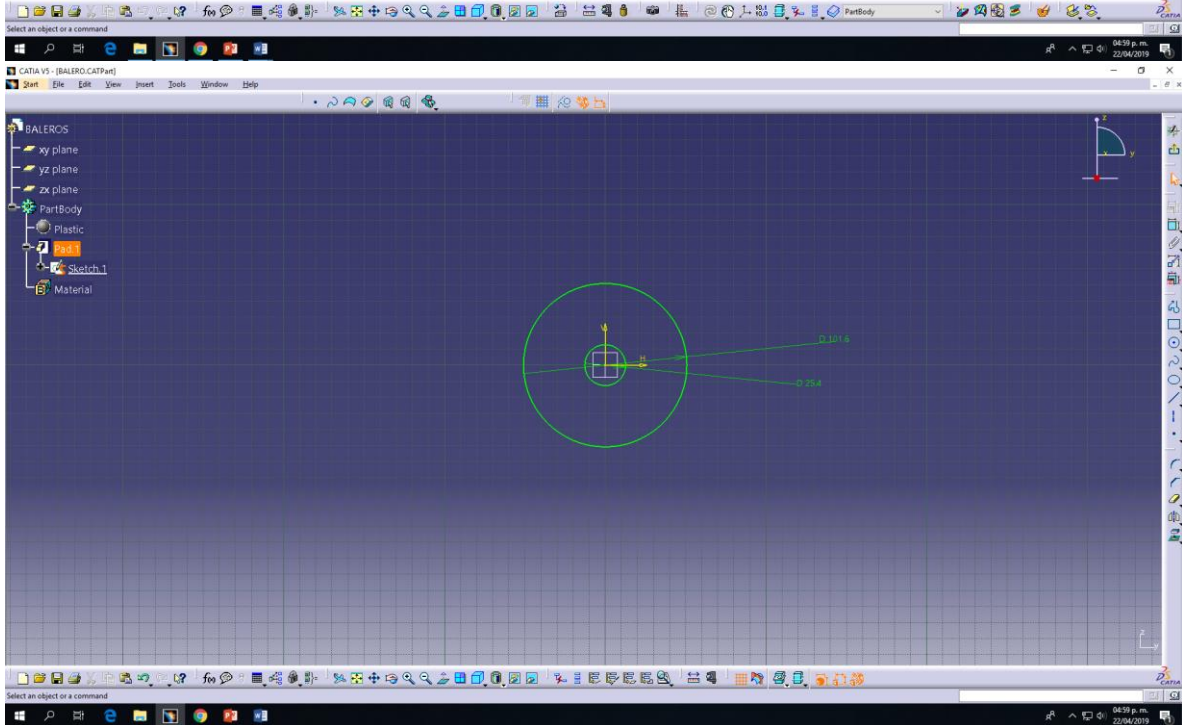 PartBody
CATIA
Select an object or a command
04:59 p. m.
22/04/2019
CATIA V5 - [BALERO.CATPart]
Start File Edit View Insert Tools Window Help
BALEROS
xy plane
yz plane
zx plane
PartBody
Plastic
Pad.1
Sketch.1
Material
z
x
y
V
H
D 101.6
D 25.4
z
y
CATIA
Select an object or a command
04:59 p. m.
22/04/2019